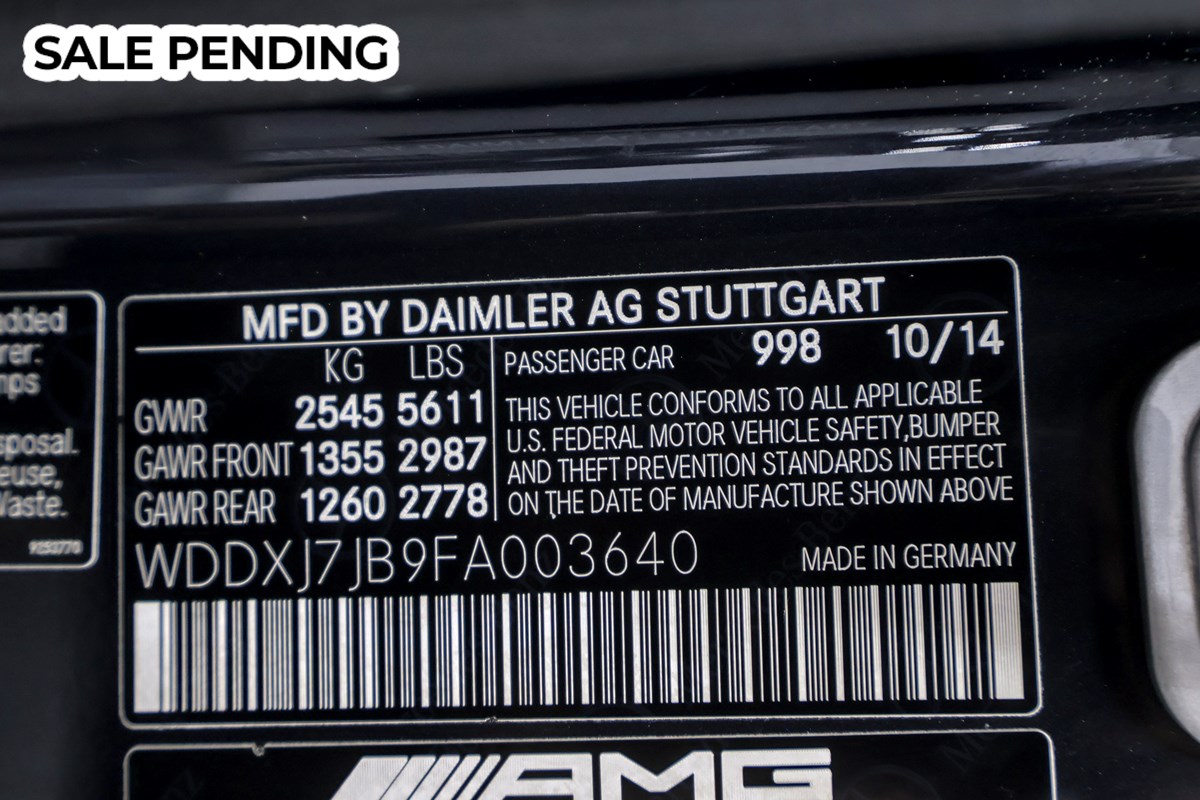 SALE PENDING
MFD BY DAIMLER AG STUTTGART
KG LBS
GWR 2545 5611
GAWR FRONT 1355 2987
GAWR REAR 1260 2778
PASSENGER CAR 998 10/14
THIS VEHICLE CONFORMS TO ALL APPLICABLE
U.S. FEDERAL MOTOR VEHICLE SAFETY,BUMPER
AND THEFT PREVENTION STANDARDS IN EFFECT
ON THE DATE OF MANUFACTURE SHOWN ABOVE
WDDXJ7JB9FA003640
MADE IN GERMANY
AMG
9253770